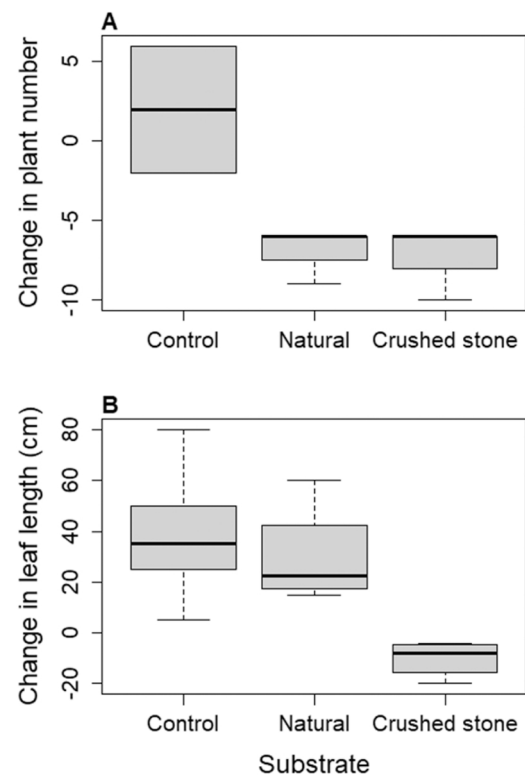 A
Change in plant number
5
0
-5
-10
Control Natural Crushed stone
B
Change in leaf length (cm)
80
60
40
20
0
-20
Control Natural Crushed stone
Substrate